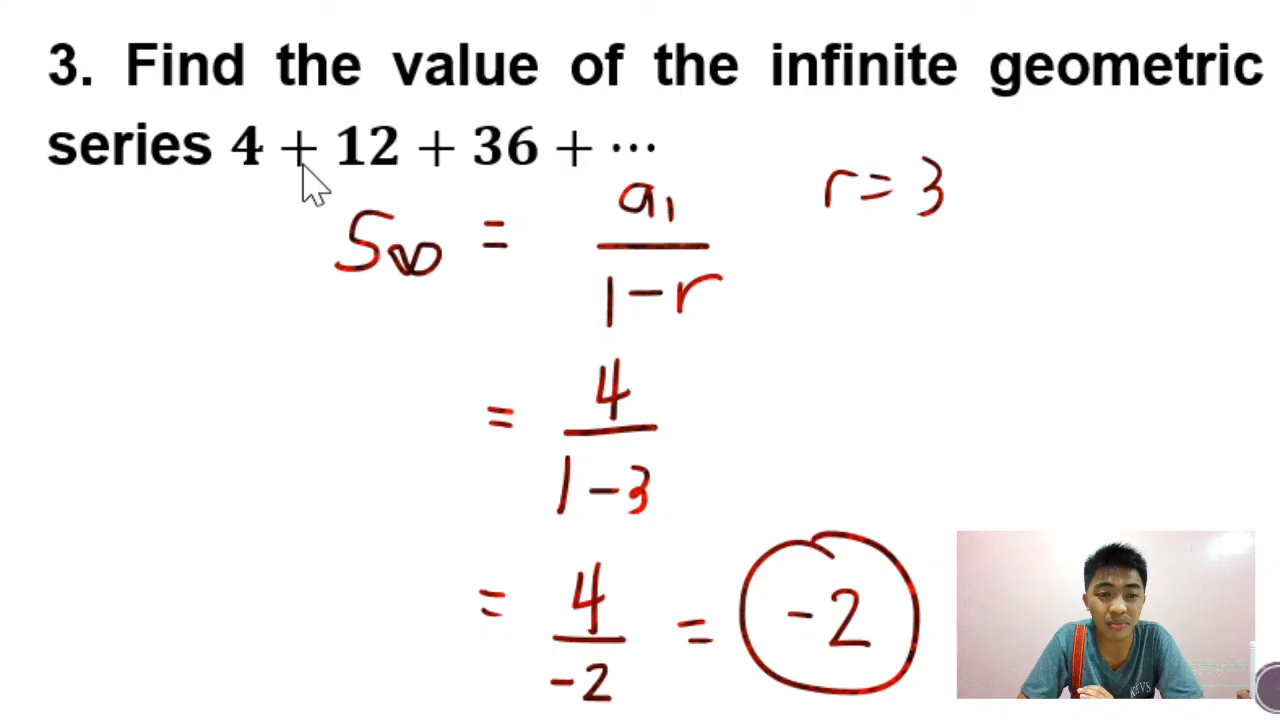 3. Find the value of the infinite geometric
series 4 + 12 + 36 + ⋯
r = 3
S∞ = a₁ / 1 − r
= 4 / 1 − 3
= 4 / −2 = −2
KEVS